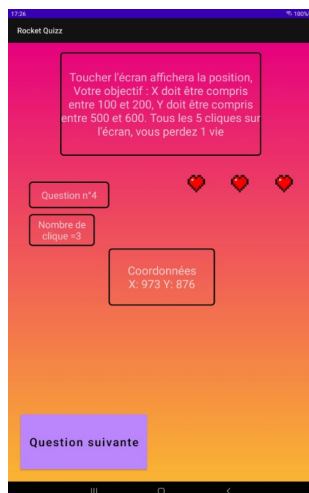 17:26
100%
Rocket Quizz
Toucher l'écran affichera la position,
Votre objectif : X doit être compris
entre 100 et 200, Y doit être compris
entre 500 et 600. Tous les 5 cliques sur
l'écran, vous perdez 1 vie
Question n°4
Nombre de
clique =3
Coordonnées
X: 973 Y: 876
Question suivante